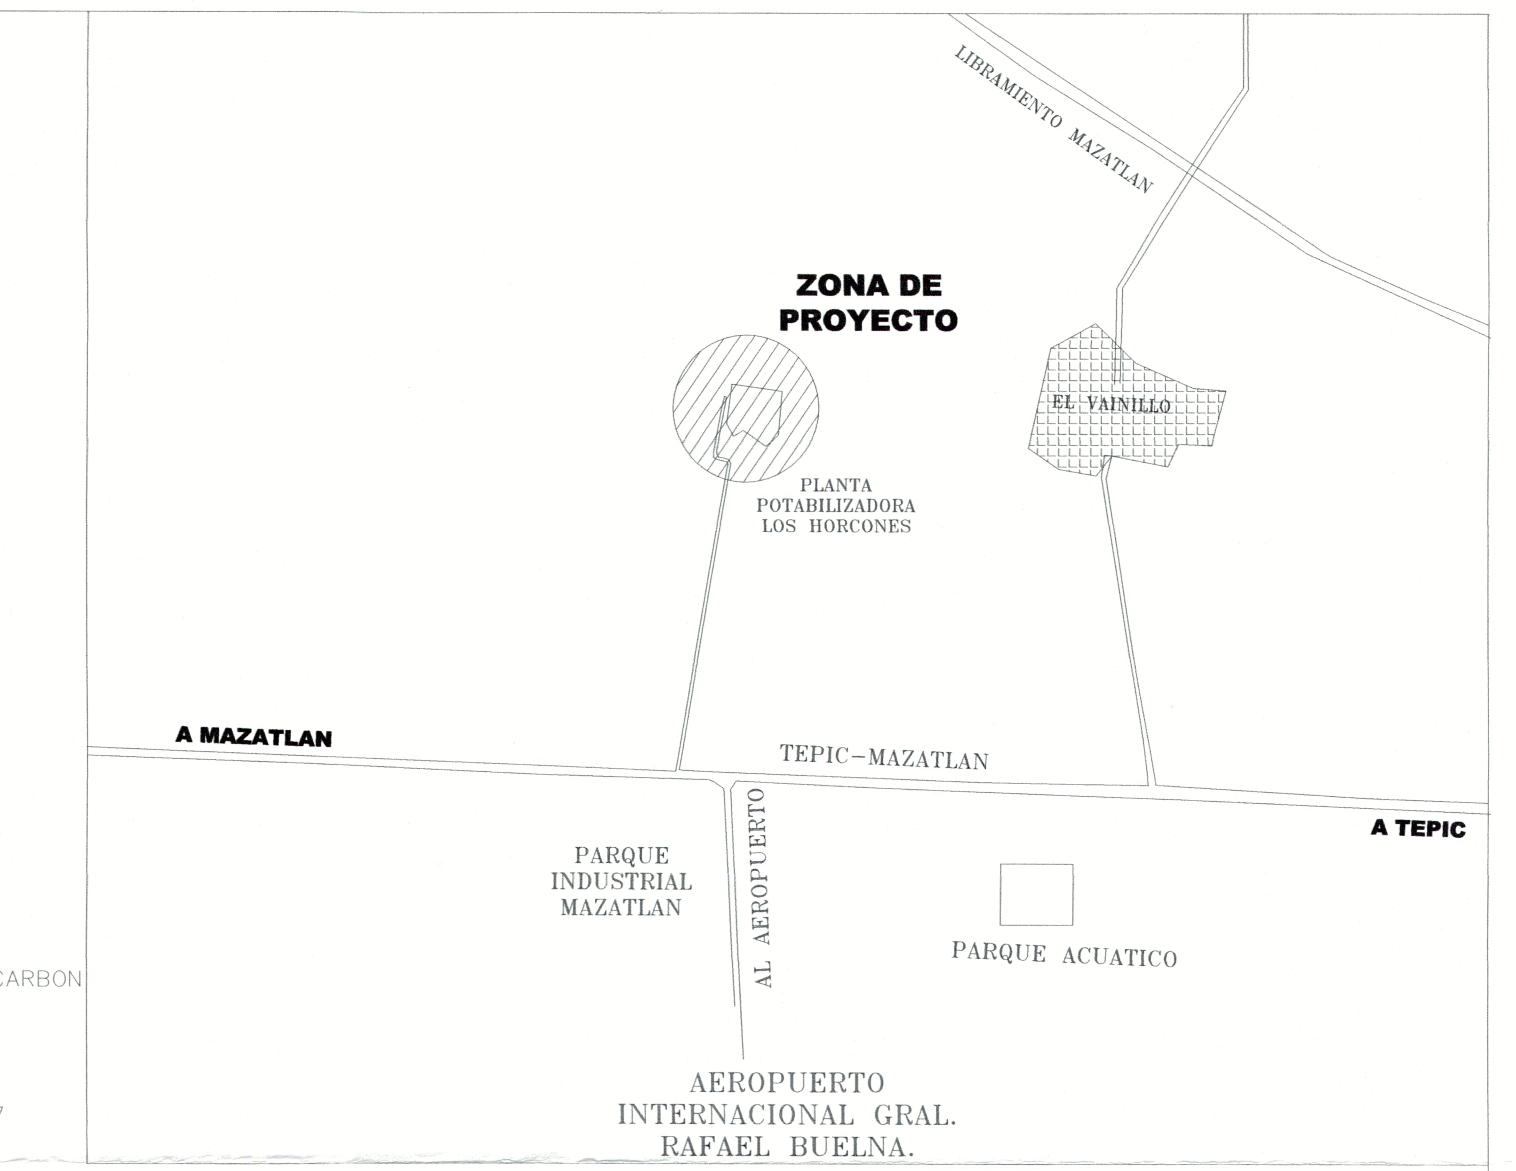 LIBRAMIENTO MAZATLAN
ZONA DE
PROYECTO
EL VAINILLO
PLANTA
POTABILIZADORA
LOS HORCONES
A MAZATLAN
TEPIC-MAZATLAN
A TEPIC
AL AEROPUERTO
PARQUE
INDUSTRIAL
MAZATLAN
PARQUE ACUATICO
CARBON
AEROPUERTO
INTERNACIONAL GRAL.
RAFAEL BUELNA.